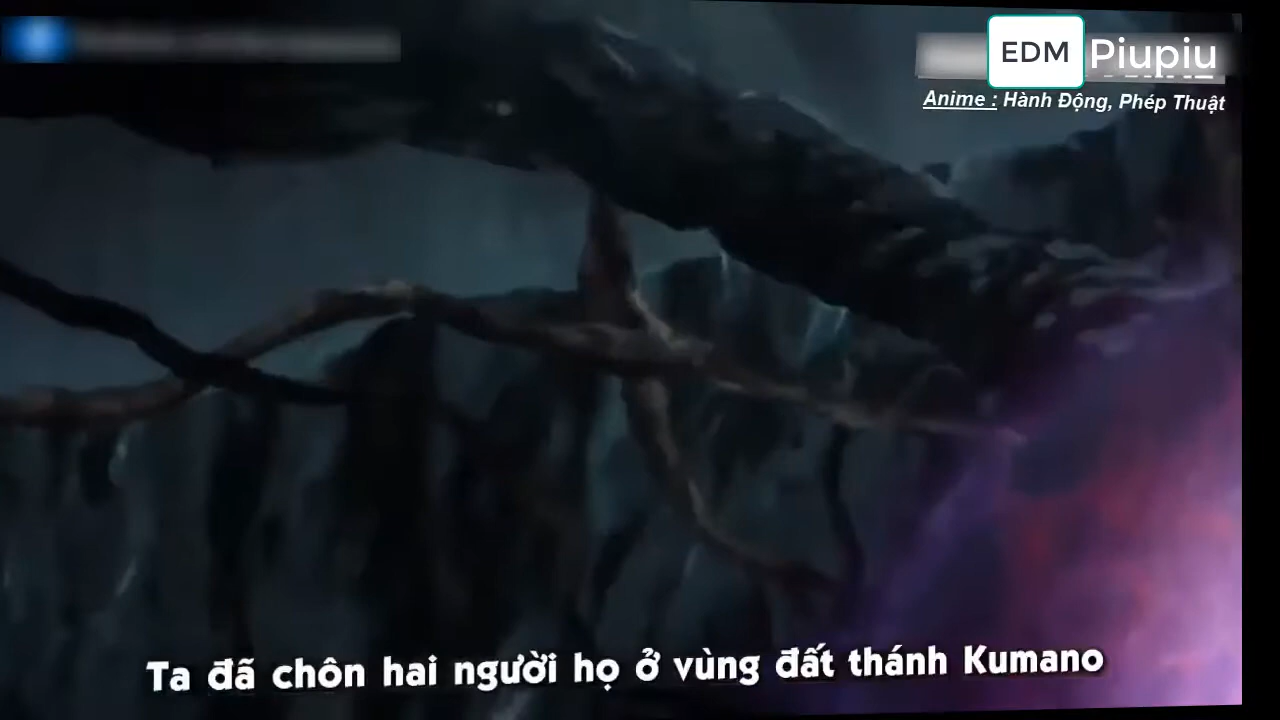 EDM Piupiu
Anime : Hành Động, Phép Thuật
Ta đã chôn hai người họ ở vùng đất thánh Kumano